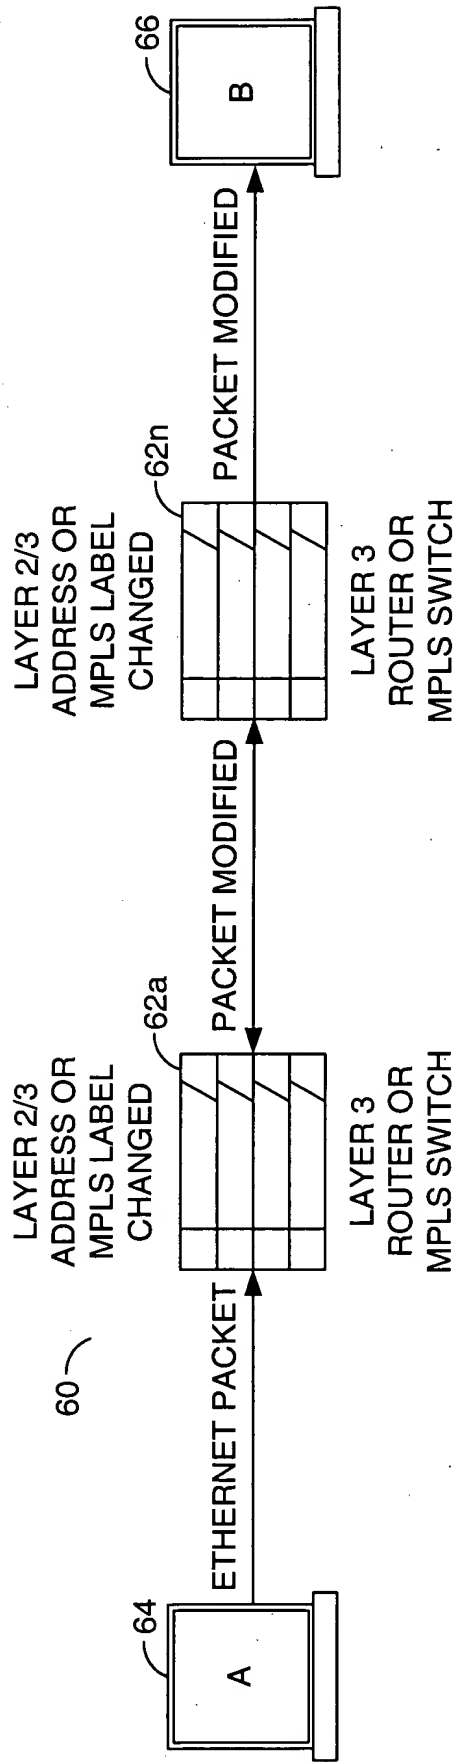 60
64
A
ETHERNET PACKET
LAYER 2/3
ADDRESS OR
MPLS LABEL
CHANGED
62a
LAYER 3
ROUTER OR
MPLS SWITCH
PACKET MODIFIED
LAYER 2/3
ADDRESS OR
MPLS LABEL
CHANGED
62n
LAYER 3
ROUTER OR
MPLS SWITCH
PACKET MODIFIED
66
B